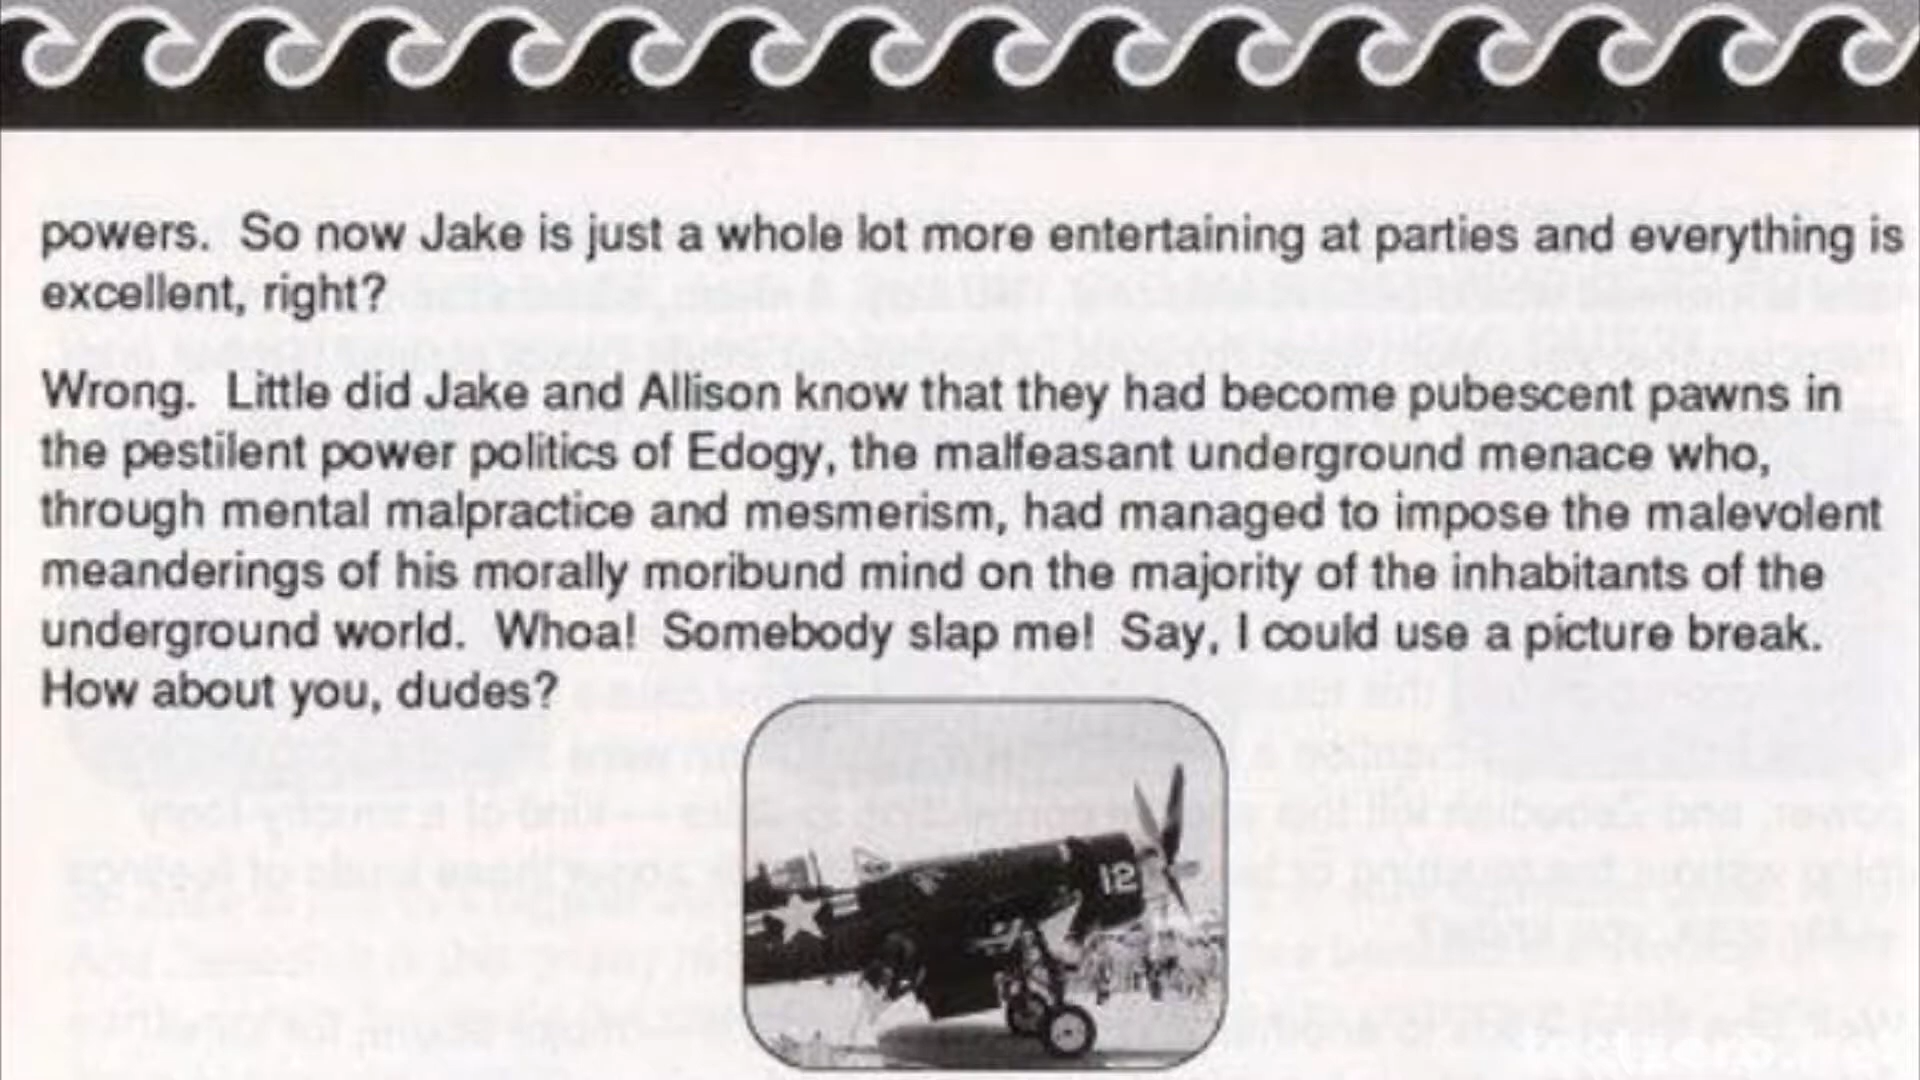 powers. So now Jake is just a whole lot more entertaining at parties and everything is
excellent, right?
Wrong. Little did Jake and Allison know that they had become pubescent pawns in
the pestilent power politics of Edogy, the malfeasant underground menace who,
through mental malpractice and mesmerism, had managed to impose the malevolent
meanderings of his morally moribund mind on the majority of the inhabitants of the
underground world. Whoa! Somebody slap me! Say, I could use a picture break.
How about you, dudes?
12